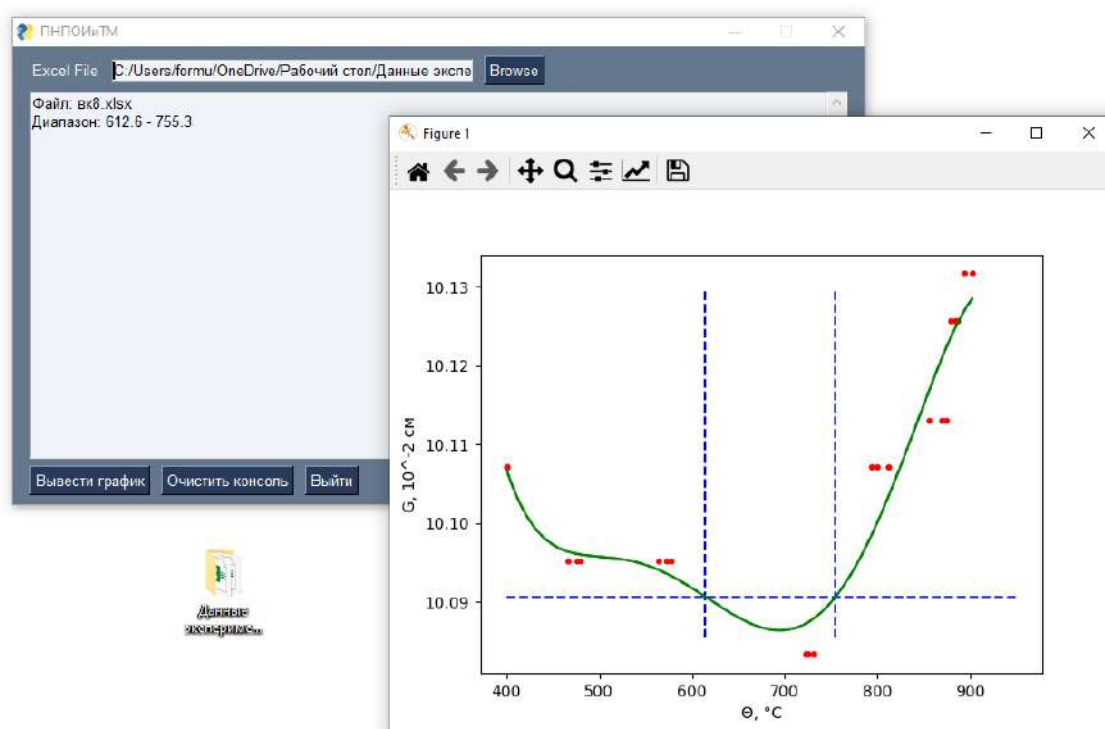 ПНПОИиТМ
Excel File C:/Users/formu/OneDrive/Рабочий стол/Данные экспе Browse
Файл: вк8.xlsx
Диапазон: 612.6 - 755.3
Вывести график Очистить консоль Выйти
Данные
экспериме...
Figure 1
10.13
10.12
10.11
10.10
10.09
G, 10^-2 см
400 500 600 700 800 900
Θ, °C